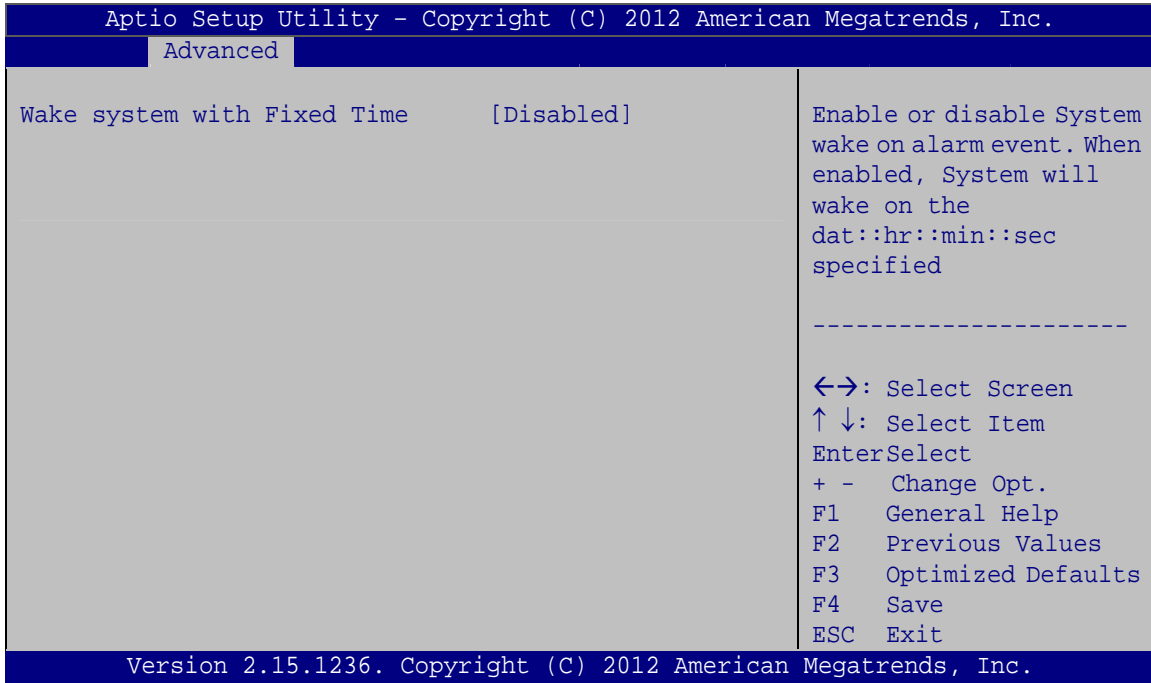 Aptio Setup Utility – Copyright (C) 2012 American Megatrends, Inc.
Advanced
Wake system with Fixed Time [Disabled]
Enable or disable System
wake on alarm event. When
enabled, System will
wake on the
dat::hr::min::sec
specified
----------------------
←→: Select Screen
↑ ↓: Select Item
EnterSelect
+ - Change Opt.
F1 General Help
F2 Previous Values
F3 Optimized Defaults
F4 Save
ESC Exit
Version 2.15.1236. Copyright (C) 2012 American Megatrends, Inc.